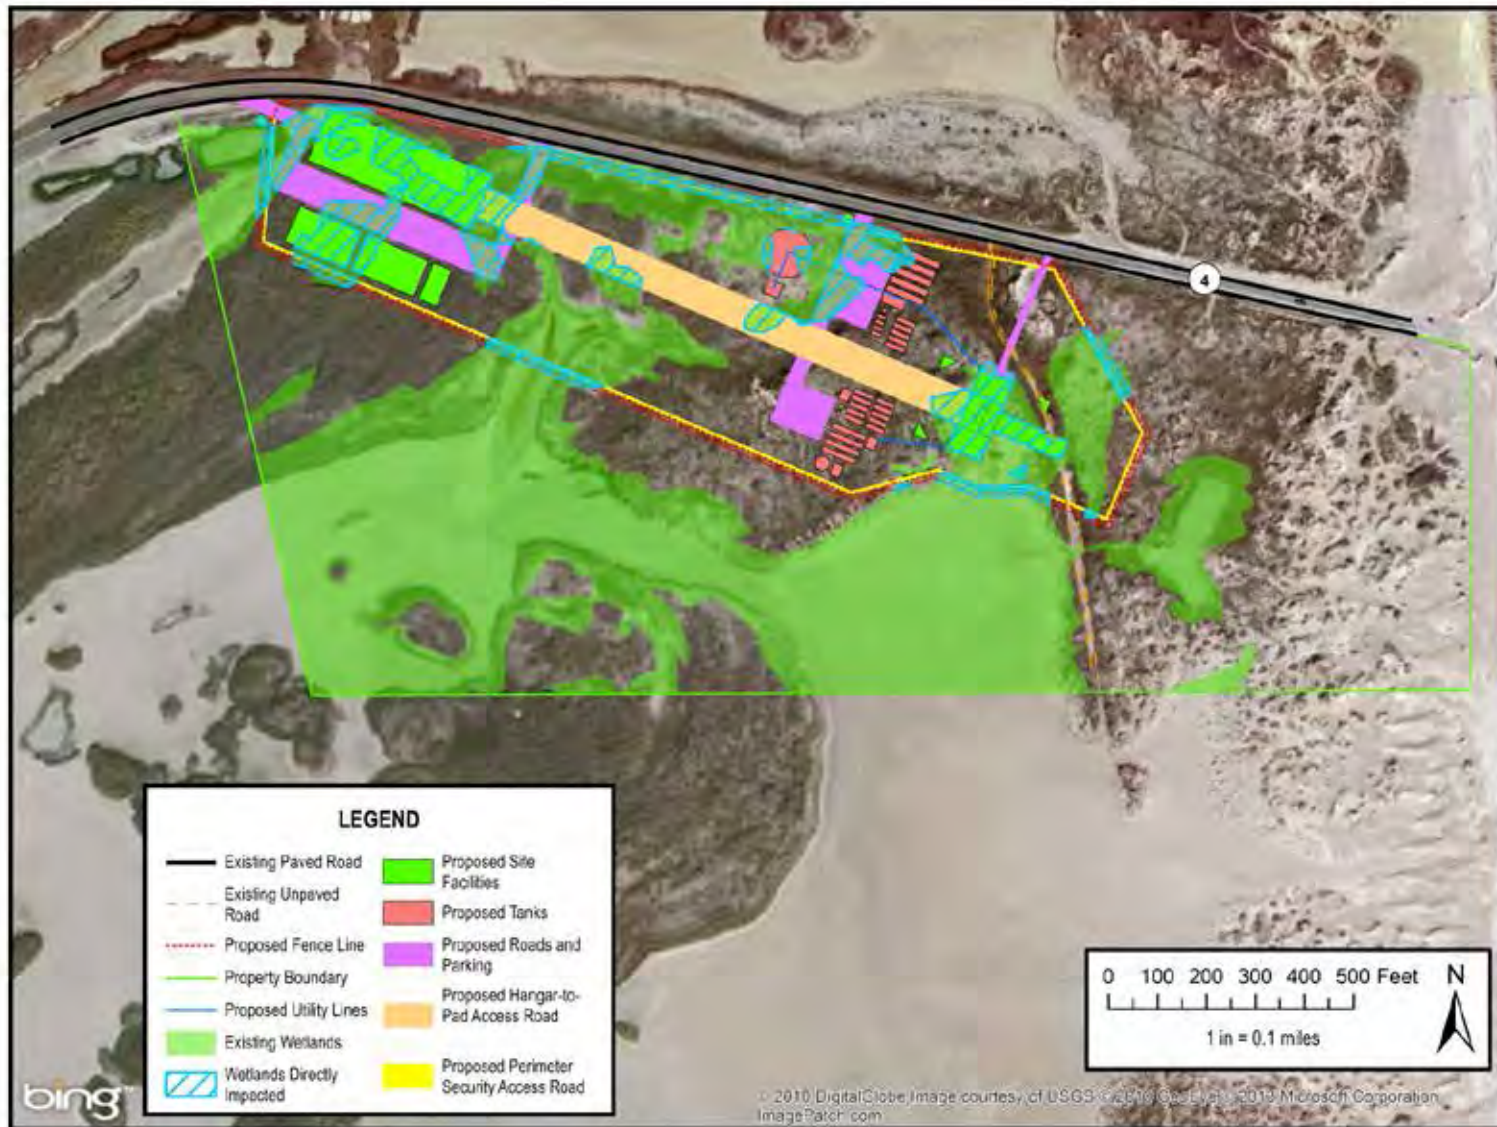 4
LEGEND
Existing Paved Road
Existing Unpaved
Road
Proposed Fence Line
Property Boundary
Proposed Utility Lines
Existing Wetlands
Wetlands Directly
Impacted
Proposed Site
Facilities
Proposed Tanks
Proposed Roads and
Parking
Proposed Hangar-to-
Pad Access Road
Proposed Perimeter
Security Access Road
0 100 200 300 400 500 Feet
N
1 in = 0.1 miles
bing
© 2010 DigitalGlobe Image courtesy of USGS © 2010 © 2013 Microsoft Corporation
ImagePatch.com